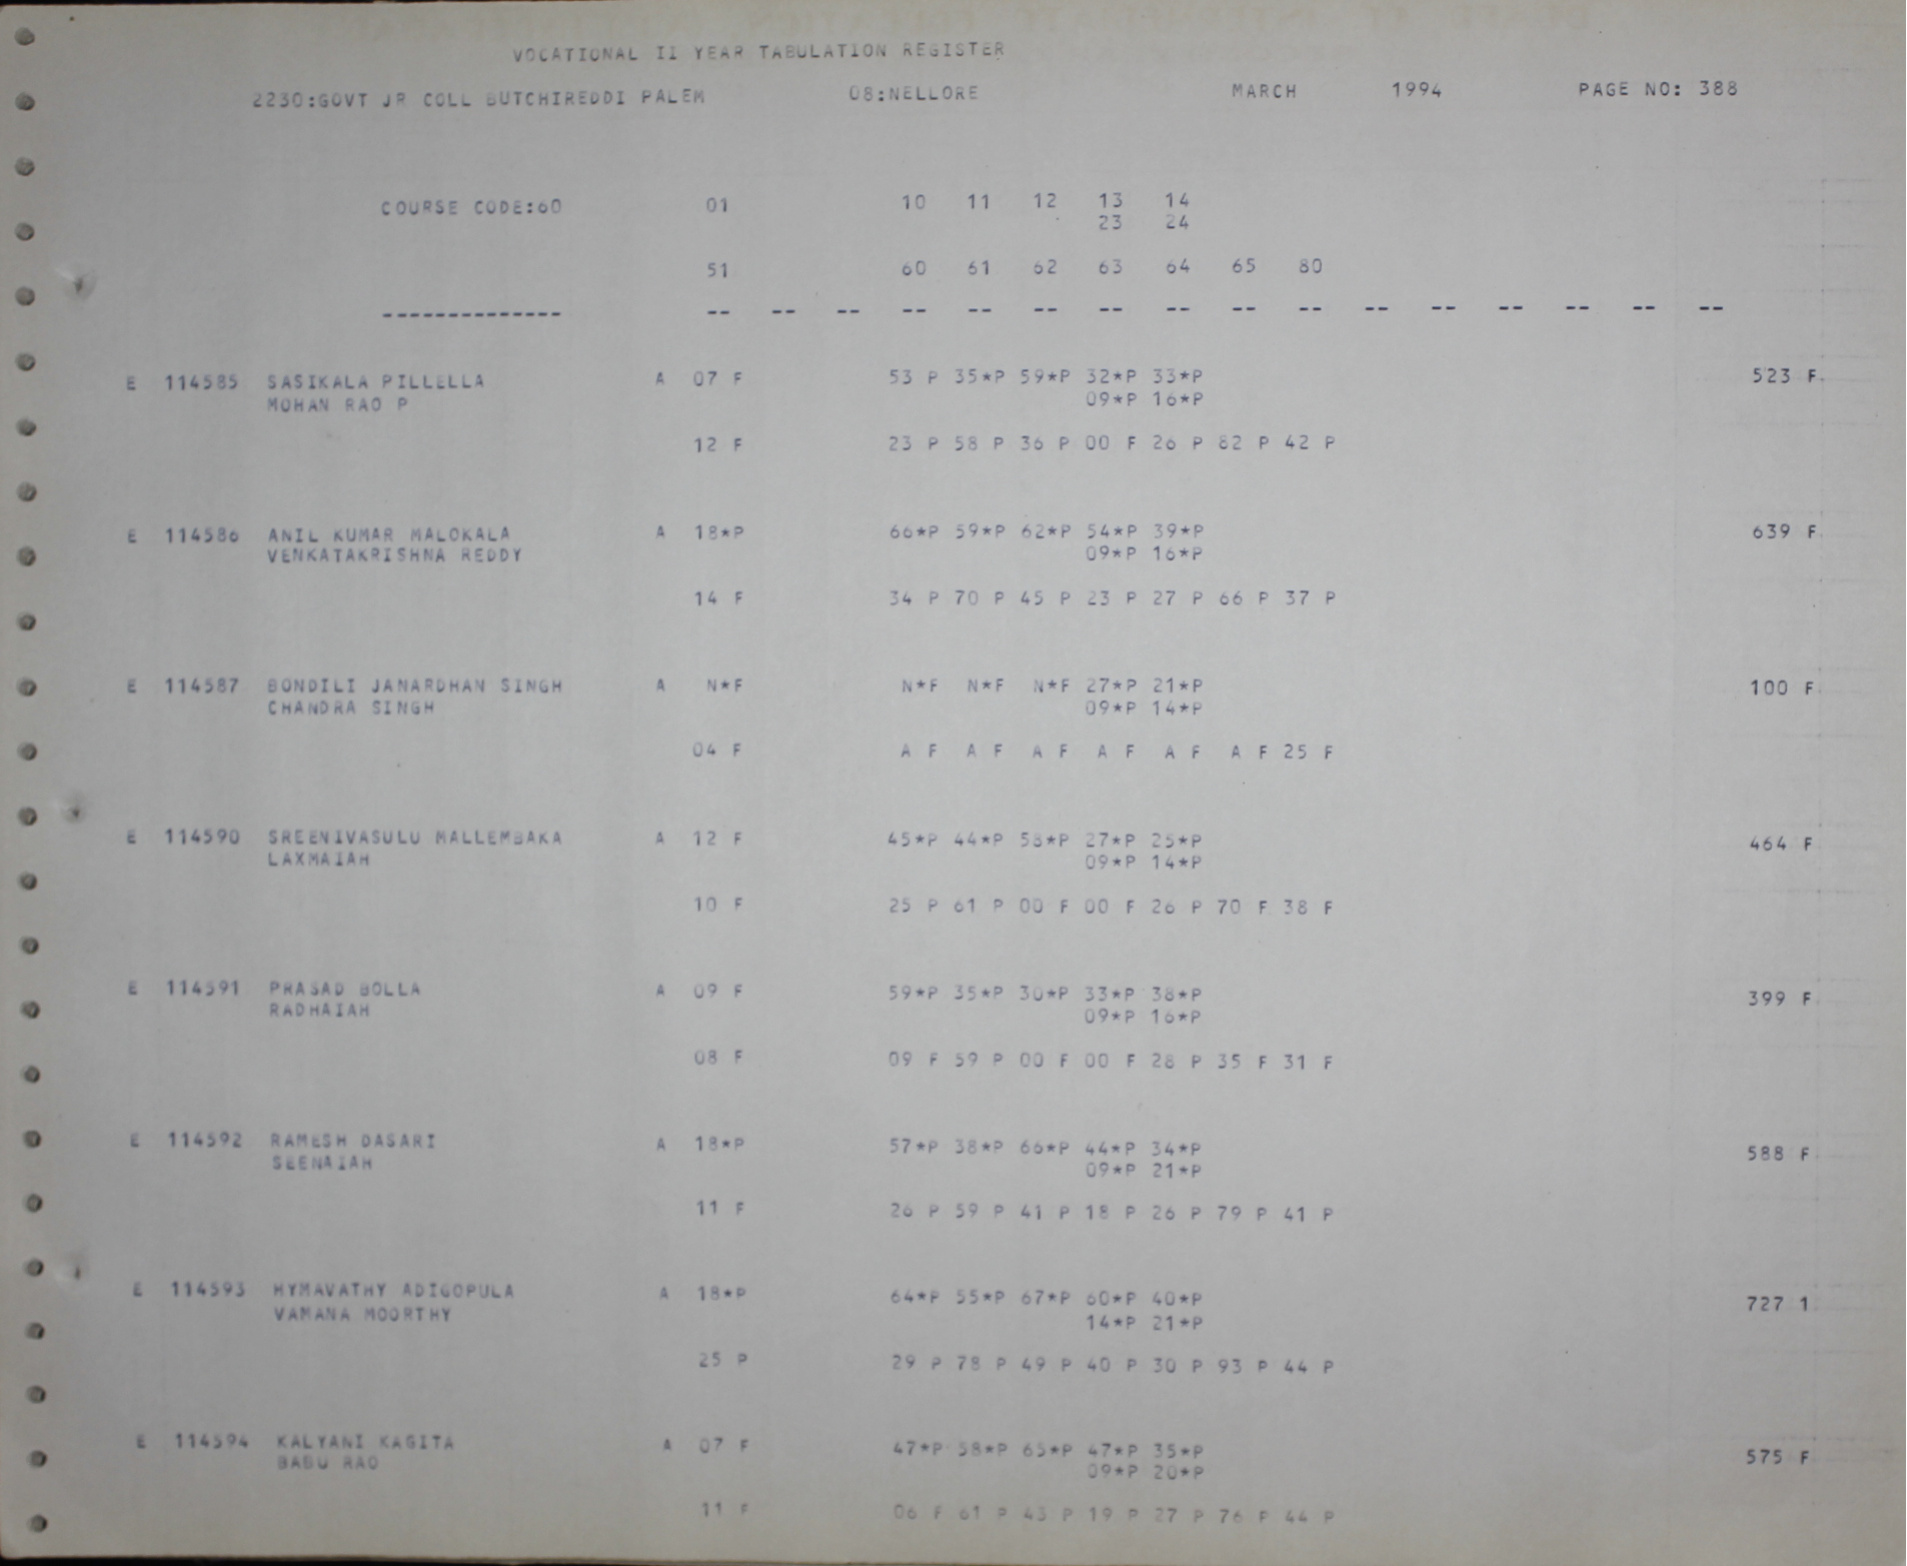 VOCATIONAL II YEAR TABULATION REGISTER
2230:GOVT JR COLL BUTCHIREDDI PALEM 08:NELLORE MARCH 1994 PAGE NO: 388
COURSE CODE:60 01 10 11 12 13 14
23 24
51 60 61 62 63 64 65 80
-------------- -- -- -- -- -- -- -- -- -- -- -- -- -- -- -- --
E 114585 SASIKALA PILLELLA A 07 F 53 P 35*P 59*P 32*P 33*P 523 F
MOHAN RAO P 09*P 16*P
12 F 23 P 58 P 36 P 00 F 26 P 82 P 42 P
E 114586 ANIL KUMAR MALOKALA A 18*P 66*P 59*P 62*P 54*P 39*P 639 F
VENKATAKRISHNA REDDY 09*P 16*P
14 F 34 P 70 P 45 P 23 P 27 P 66 P 37 P
E 114587 BONDILI JANARDHAN SINGH A N*F N*F N*F N*F 27*P 21*P 100 F
CHANDRA SINGH 09*P 14*P
04 F A F A F A F A F A F A F 25 F
E 114590 SREENIVASULU MALLEMBAKA A 12 F 45*P 44*P 58*P 27*P 25*P 464 F
LAXMAIAH 09*P 14*P
10 F 25 P 61 P 00 F 00 F 26 P 70 F 38 F
E 114591 PRASAD BOLLA A 09 F 59*P 35*P 30*P 33*P 38*P 399 F
RADHAIAH 09*P 16*P
08 F 09 F 59 P 00 F 00 F 28 P 35 F 31 F
E 114592 RAMESH DASARI A 18*P 57*P 38*P 66*P 44*P 34*P 588 F
SEENAIAH 09*P 21*P
11 F 26 P 59 P 41 P 18 P 26 P 79 P 41 P
E 114593 HYMAVATHY ADIGOPULA A 18*P 64*P 55*P 67*P 60*P 40*P 727 1
VAMANA MOORTHY 14*P 21*P
25 P 29 P 78 P 49 P 40 P 30 P 93 P 44 P
E 114594 KALYANI KAGITA A 07 F 47*P 58*P 65*P 47*P 35*P 575 F
BABU RAO 09*P 20*P
11 F 06 F 61 P 43 P 19 P 27 P 76 F 44 P